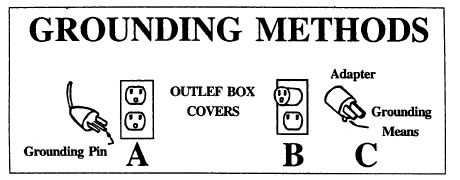 GROUNDING METHODS
Adapter
OUTLEF BOX
COVERS
Grounding
Means
Grounding Pin
A
B
C